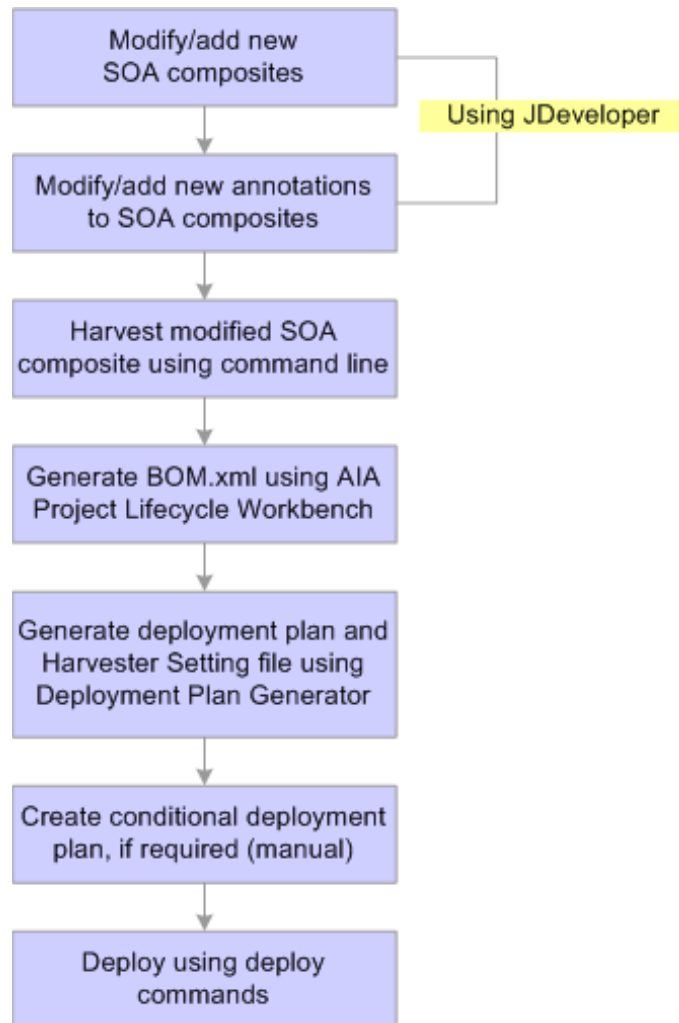 Modify/add new
SOA composites
Using JDeveloper
Modify/add new annotations
to SOA composites
Harvest modified SOA
composite using command line
Generate BOM.xml using AIA
Project Lifecycle Workbench
Generate deployment plan and
Harvester Setting file using
Deployment Plan Generator
Create conditional deployment
plan, if required (manual)
Deploy using deploy
commands